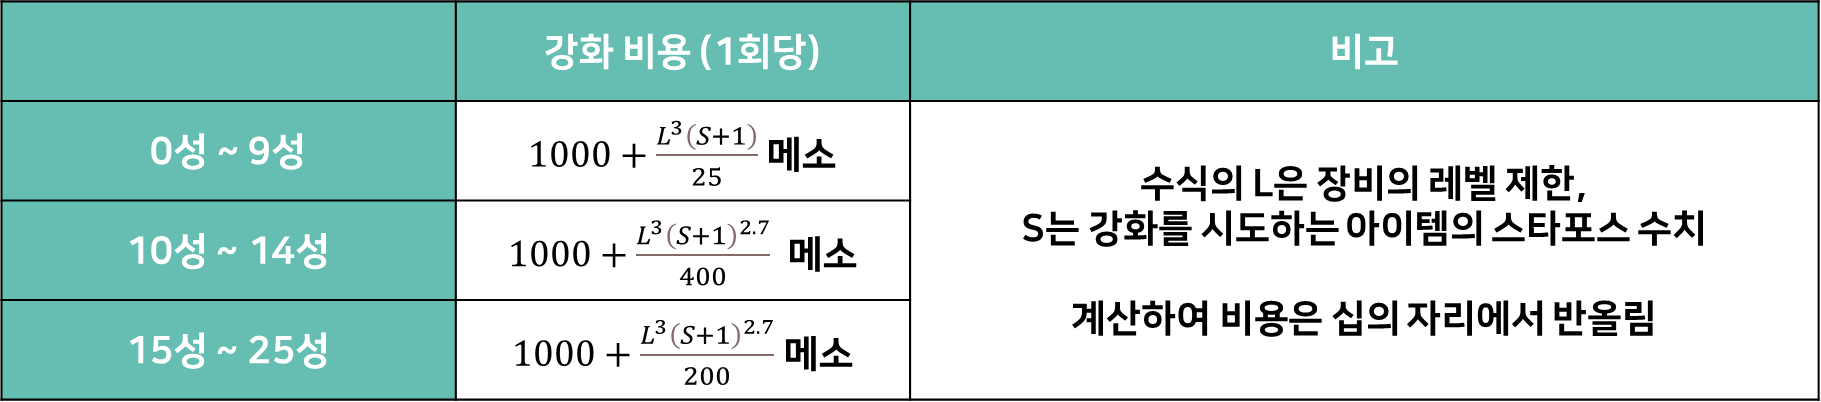 강화 비용 (1회당)
비고
0성 ~ 9성
1000 + L³(S+1)/25 메소
10성 ~ 14성
1000 + L³(S+1)^2.7/400 메소
15성 ~ 25성
1000 + L³(S+1)^2.7/200 메소
수식의 L은 장비의 레벨 제한,
S는 강화를 시도하는 아이템의 스타포스 수치
계산하여 비용은 십의 자리에서 반올림